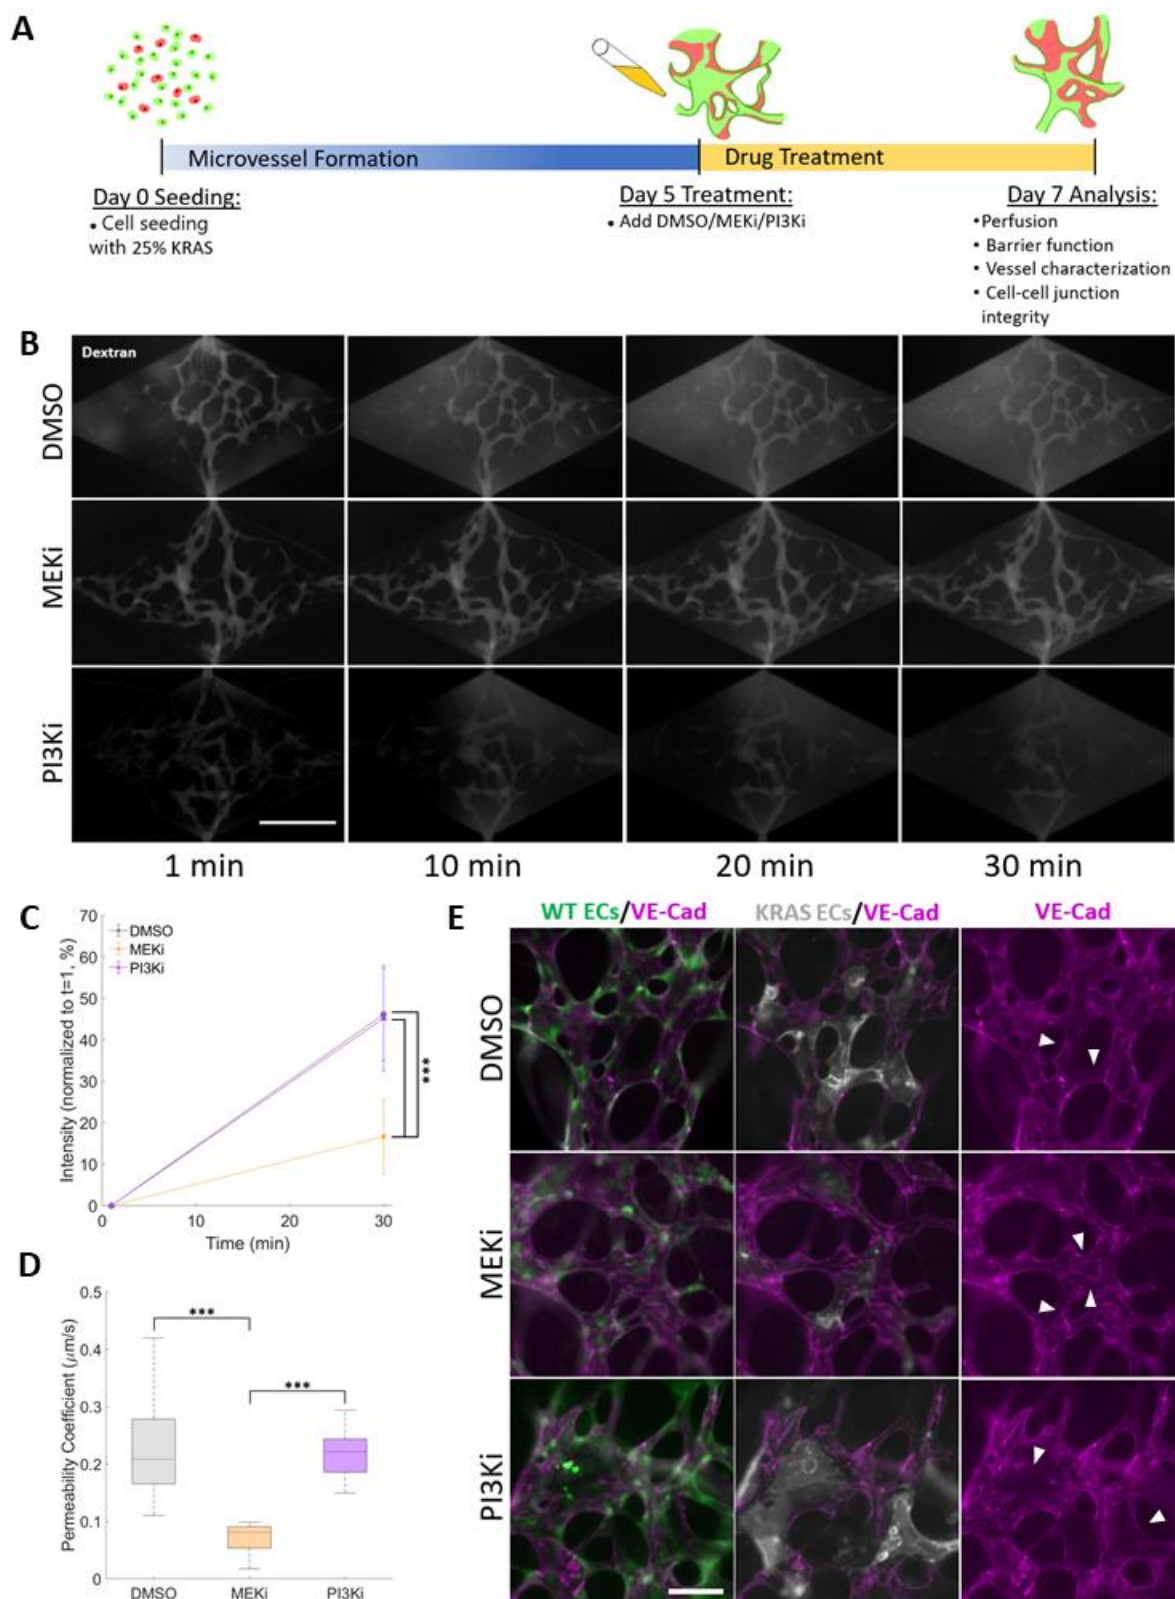 A
Microvessel Formation
Drug Treatment
Day 0 Seeding:
• Cell seeding
with 25% KRAS
Day 5 Treatment:
• Add DMSO/MEKi/PI3Ki
Day 7 Analysis:
•Perfusion
• Barrier function
• Vessel characterization
• Cell-cell junction
integrity
B
Dextran
DMSO
MEKi
PI3Ki
1 min
10 min
20 min
30 min
C
Intensity (normalized to t=1, %)
70
60
50
40
30
20
10
0
DMSO
MEKi
PI3Ki
***
0
10
20
30
Time (min)
D
Permeability Coefficient (μm/s)
0.5
0.4
0.3
0.2
0.1
0
***
***
DMSO
MEKi
PI3Ki
E
WT ECs/VE-Cad
KRAS ECs/VE-Cad
VE-Cad
DMSO
MEKi
PI3Ki